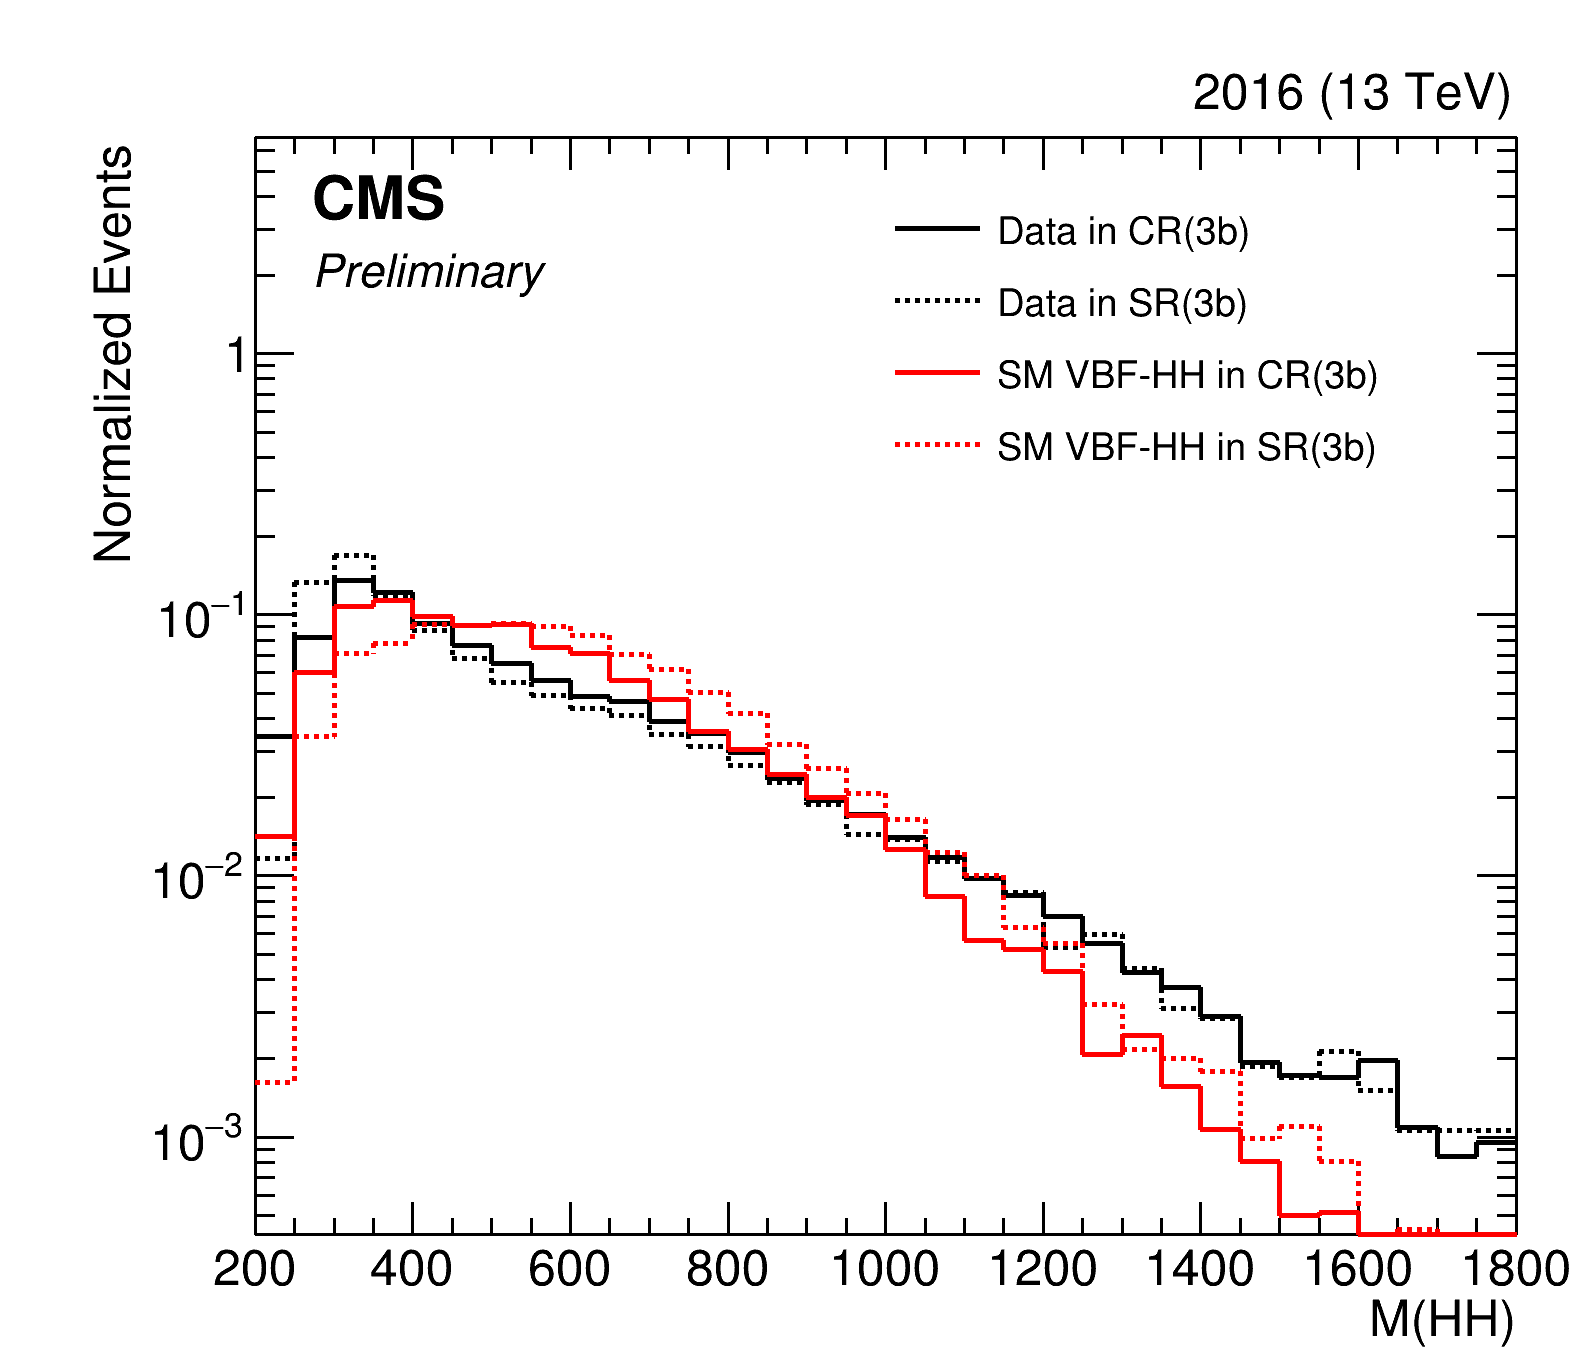 2016 (13 TeV)
CMS
Preliminary
Data in CR(3b)
Data in SR(3b)
SM VBF-HH in CR(3b)
SM VBF-HH in SR(3b)
Normalized Events
1
10⁻¹
10⁻²
10⁻³
200 400 600 800 1000 1200 1400 1600 1800
M(HH)